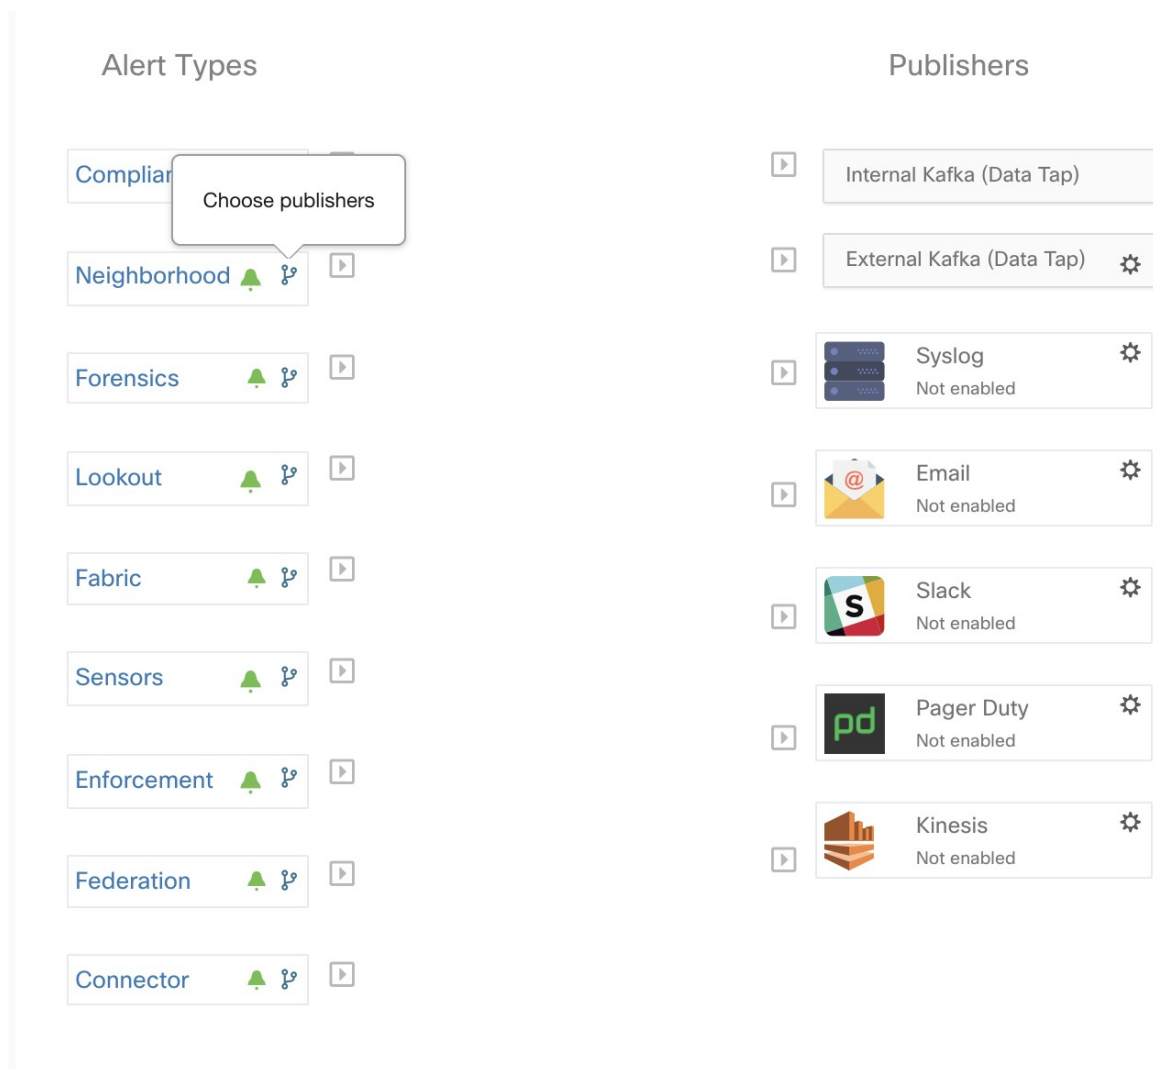 Alert Types
Publishers
Choose publishers
Neighborhood
Forensics
Lookout
Fabric
Sensors
Enforcement
Federation
Connector
Internal Kafka (Data Tap)
External Kafka (Data Tap)
Syslog
Not enabled
@
Email
Not enabled
S
Slack
Not enabled
pd
Pager Duty
Not enabled
Kinesis
Not enabled